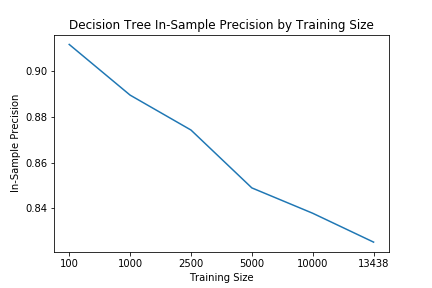 Decision Tree In-Sample Precision by Training Size
In-Sample Precision
0.90
0.88
0.86
0.84
100 1000 2500 5000 10000 13438
Training Size